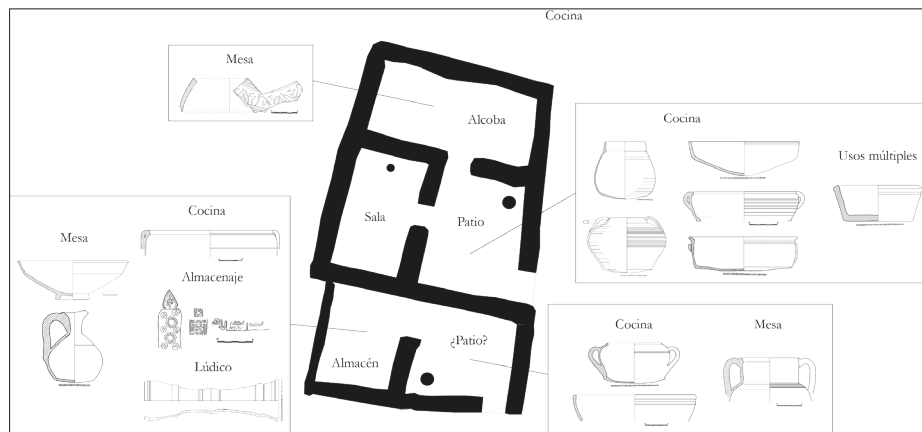 Cocina
Mesa
Alcoba
Cocina
Usos múltiples
Sala
Patio
Mesa
Cocina
Almacenaje
Lúdico
Almacén
¿Patio?
Cocina
Mesa